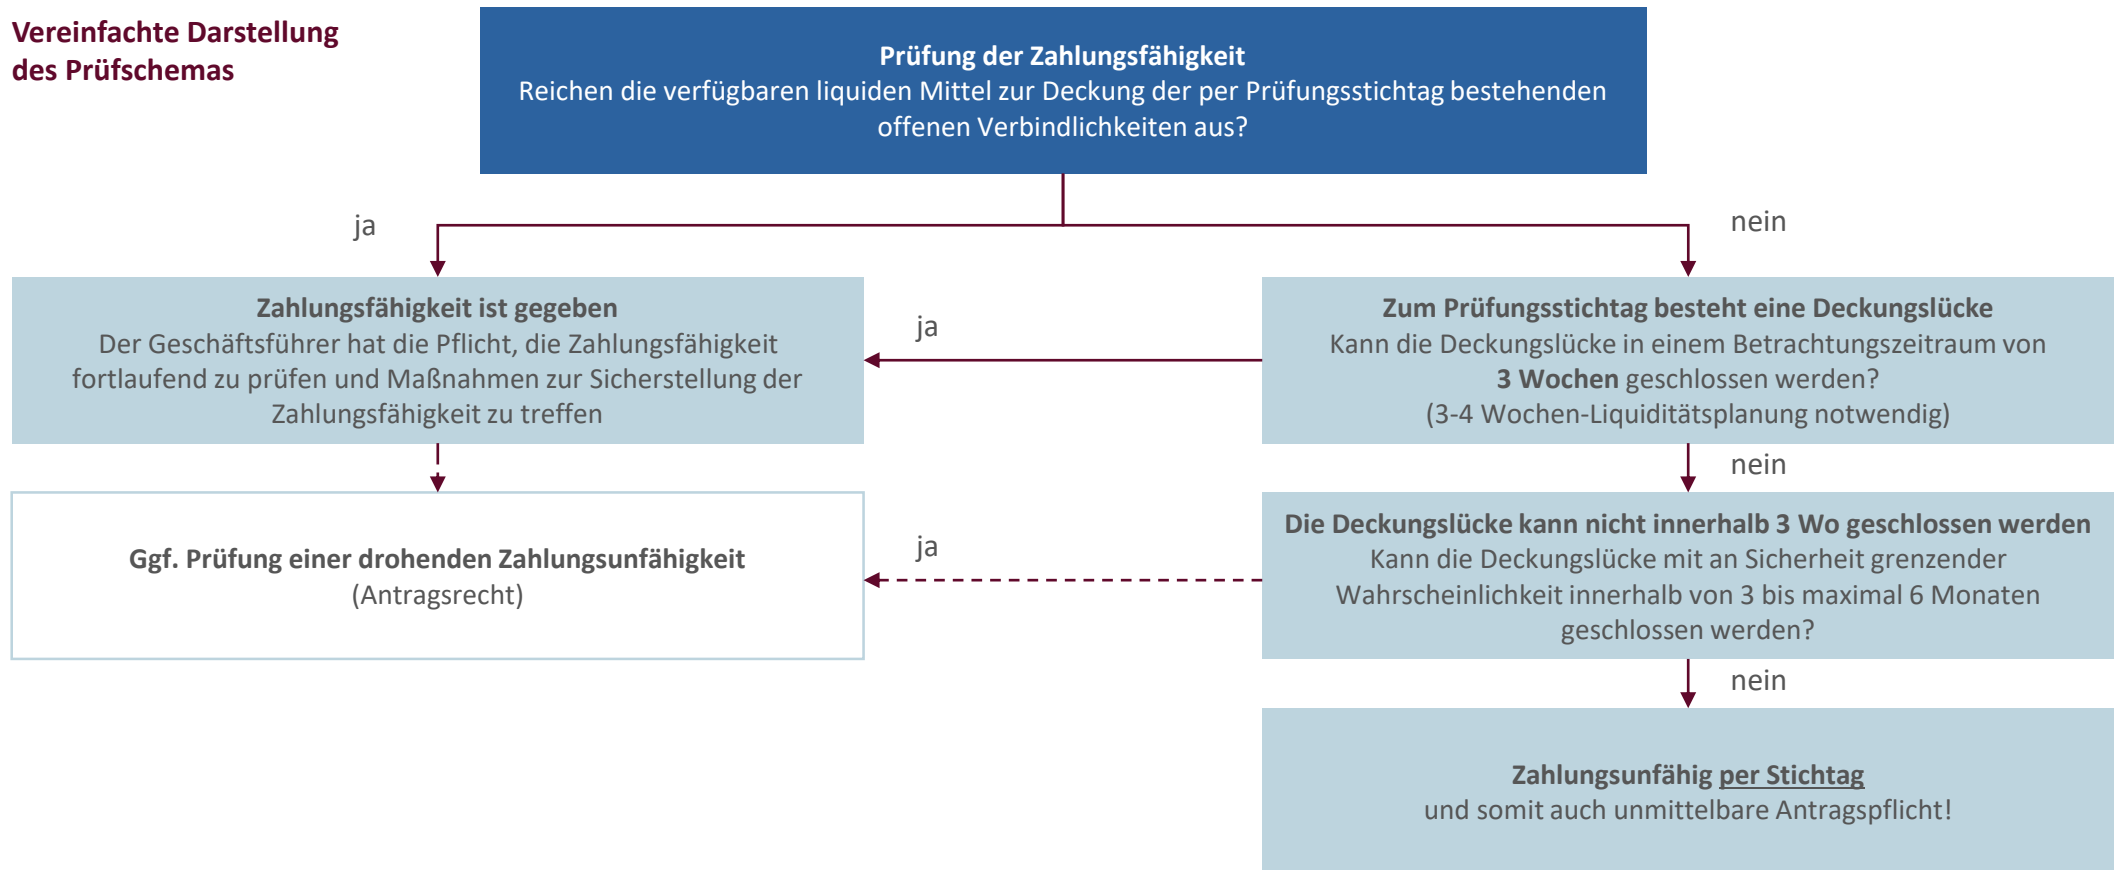 Vereinfachte Darstellung
des Prüfschemas
Prüfung der Zahlungsfähigkeit
Reichen die verfügbaren liquiden Mittel zur Deckung der per Prüfungsstichtag bestehenden
offenen Verbindlichkeiten aus?
ja
nein
Zahlungsfähigkeit ist gegeben
Der Geschäftsführer hat die Pflicht, die Zahlungsfähigkeit
fortlaufend zu prüfen und Maßnahmen zur Sicherstellung der
Zahlungsfähigkeit zu treffen
ja
Zum Prüfungsstichtag besteht eine Deckungslücke
Kann die Deckungslücke in einem Betrachtungszeitraum von
3 Wochen geschlossen werden?
(3-4 Wochen-Liquiditätsplanung notwendig)
nein
Ggf. Prüfung einer drohenden Zahlungsunfähigkeit
(Antragsrecht)
ja
Die Deckungslücke kann nicht innerhalb 3 Wo geschlossen werden
Kann die Deckungslücke mit an Sicherheit grenzender
Wahrscheinlichkeit innerhalb von 3 bis maximal 6 Monaten
geschlossen werden?
nein
Zahlungsunfähig per Stichtag
und somit auch unmittelbare Antragspflicht!